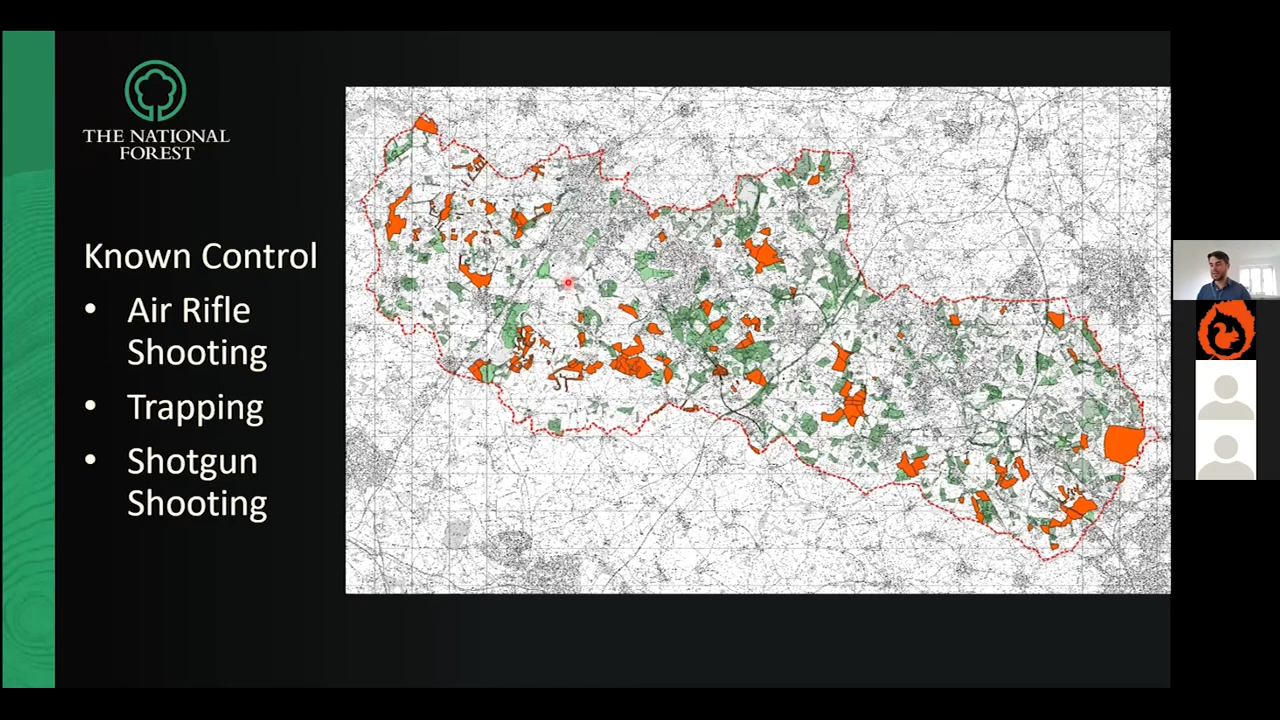 THE NATIONAL
FOREST
Known Control
• Air Rifle
Shooting
• Trapping
• Shotgun
Shooting